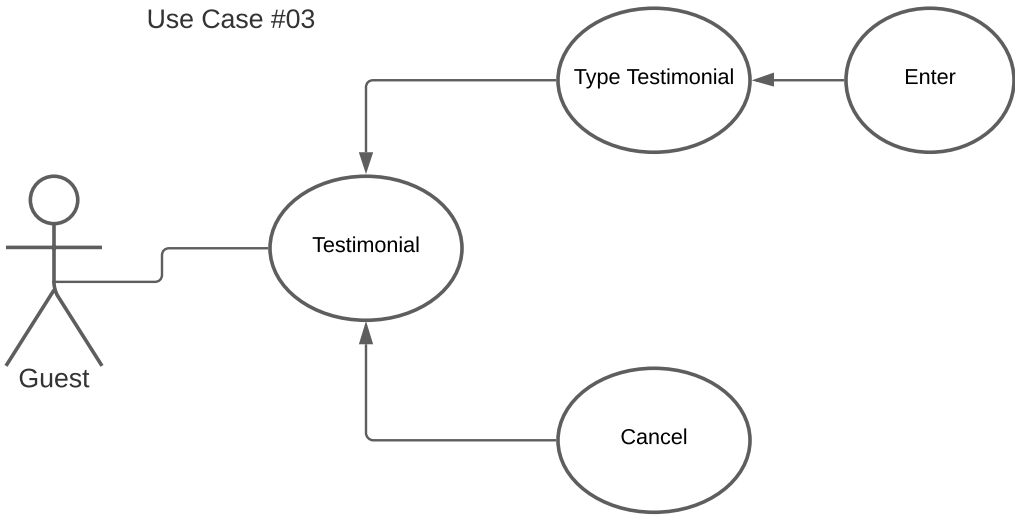 Use Case #03
Type Testimonial
Enter
Testimonial
Guest
Cancel